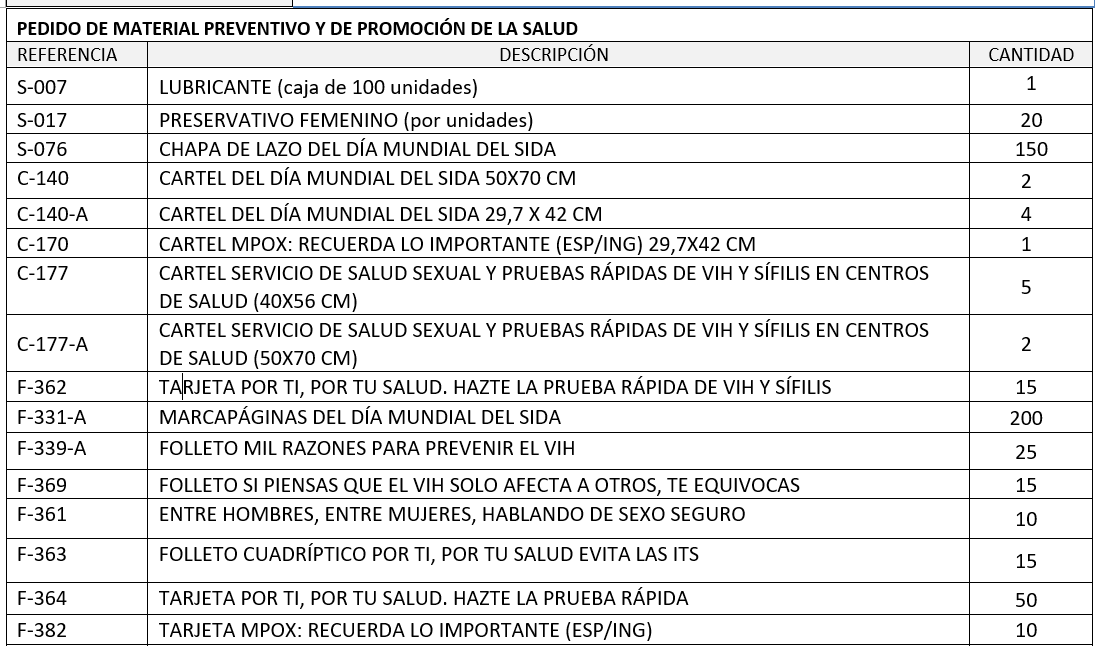 PEDIDO DE MATERIAL PREVENTIVO Y DE PROMOCIÓN DE LA SALUD
REFERENCIA DESCRIPCIÓN CANTIDAD
S-007 LUBRICANTE (caja de 100 unidades) 1
S-017 PRESERVATIVO FEMENINO (por unidades) 20
S-076 CHAPA DE LAZO DEL DÍA MUNDIAL DEL SIDA 150
C-140 CARTEL DEL DÍA MUNDIAL DEL SIDA 50X70 CM 2
C-140-A CARTEL DEL DÍA MUNDIAL DEL SIDA 29,7 X 42 CM 4
C-170 CARTEL MPOX: RECUERDA LO IMPORTANTE (ESP/ING) 29,7X42 CM 1
C-177 CARTEL SERVICIO DE SALUD SEXUAL Y PRUEBAS RÁPIDAS DE VIH Y SÍFILIS EN CENTROS
DE SALUD (40X56 CM) 5
C-177-A CARTEL SERVICIO DE SALUD SEXUAL Y PRUEBAS RÁPIDAS DE VIH Y SÍFILIS EN CENTROS
DE SALUD (50X70 CM) 2
F-362 TARJETA POR TI, POR TU SALUD. HAZTE LA PRUEBA RÁPIDA DE VIH Y SÍFILIS 15
F-331-A MARCAPÁGINAS DEL DÍA MUNDIAL DEL SIDA 200
F-339-A FOLLETO MIL RAZONES PARA PREVENIR EL VIH 25
F-369 FOLLETO SI PIENSAS QUE EL VIH SOLO AFECTA A OTROS, TE EQUIVOCAS 15
F-361 ENTRE HOMBRES, ENTRE MUJERES, HABLANDO DE SEXO SEGURO 10
F-363 FOLLETO CUADRÍPTICO POR TI, POR TU SALUD EVITA LAS ITS 15
F-364 TARJETA POR TI, POR TU SALUD. HAZTE LA PRUEBA RÁPIDA 50
F-382 TARJETA MPOX: RECUERDA LO IMPORTANTE (ESP/ING) 10